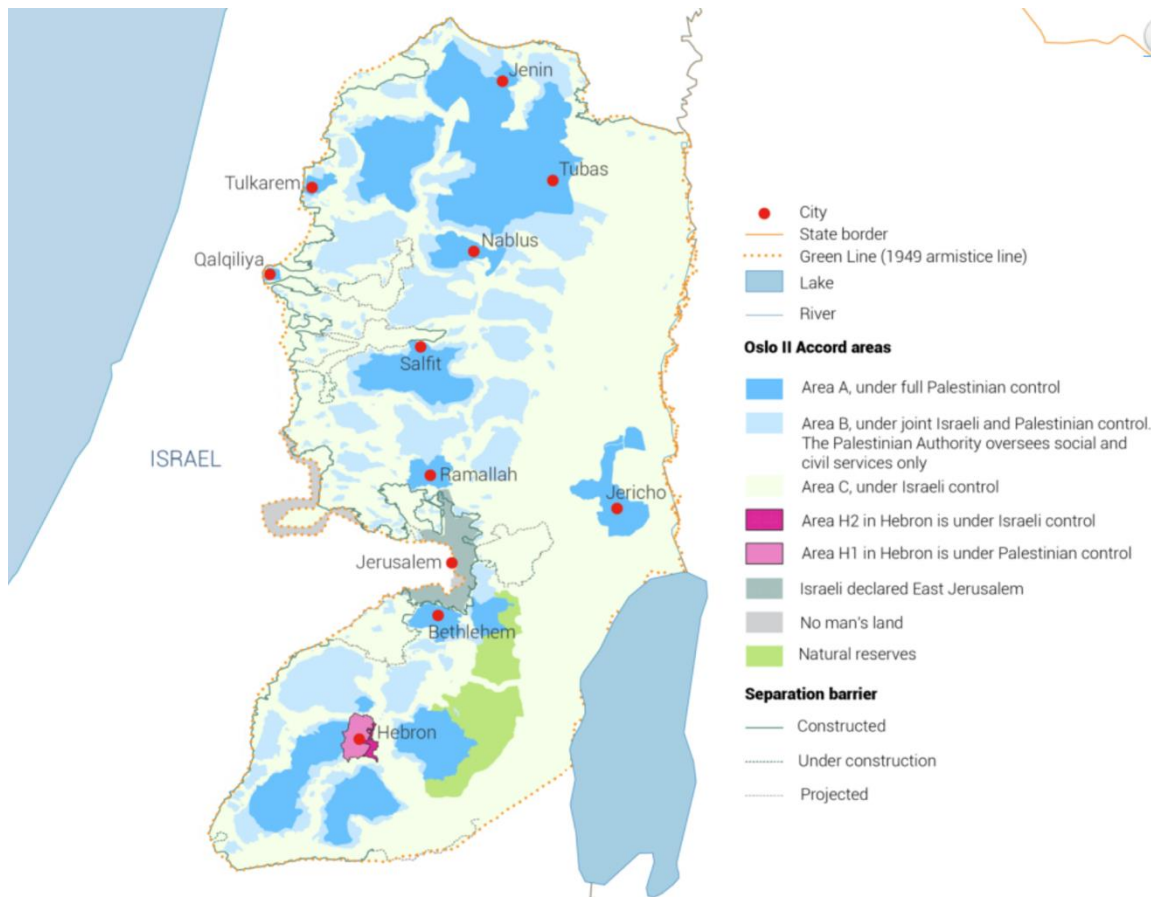 Jenin
Tubas
Tulkarem
Nablus
Qalqiliya
Salfit
ISRAEL
Ramallah
Jericho
Jerusalem
Bethlehem
Hebron
City
State border
Green Line (1949 armistice line)
Lake
River
Oslo II Accord areas
Area A, under full Palestinian control
Area B, under joint Israeli and Palestinian control.
The Palestinian Authority oversees social and
civil services only
Area C, under Israeli control
Area H2 in Hebron is under Israeli control
Area H1 in Hebron is under Palestinian control
Israeli declared East Jerusalem
No man's land
Natural reserves
Separation barrier
Constructed
Under construction
Projected